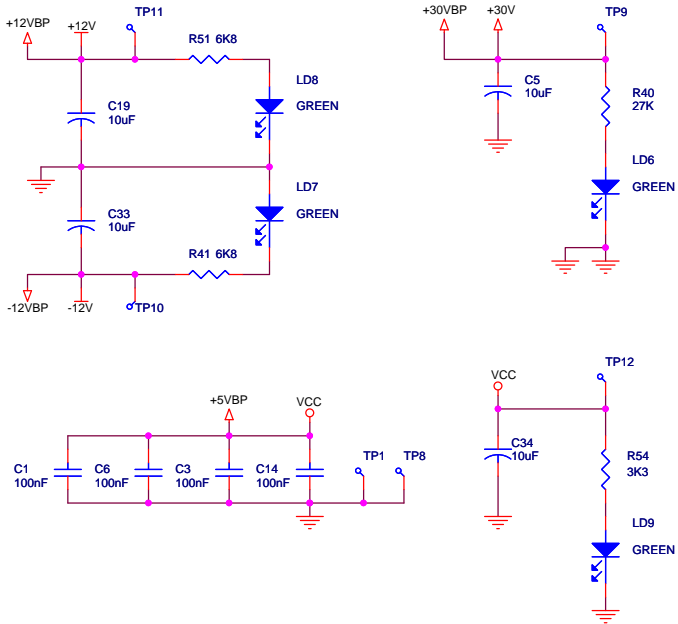 TP11
+12VBP
+12V
R51 6K8
LD8
GREEN
C19
10uF
LD7
GREEN
C33
10uF
R41 6K8
-12VBP
-12V
TP10
+30VBP
+30V
TP9
C5
10uF
R40
27K
LD6
GREEN
+5VBP
VCC
C1
100nF
C6
100nF
C3
100nF
C14
100nF
TP1
TP8
TP12
VCC
C34
10uF
R54
3K3
LD9
GREEN